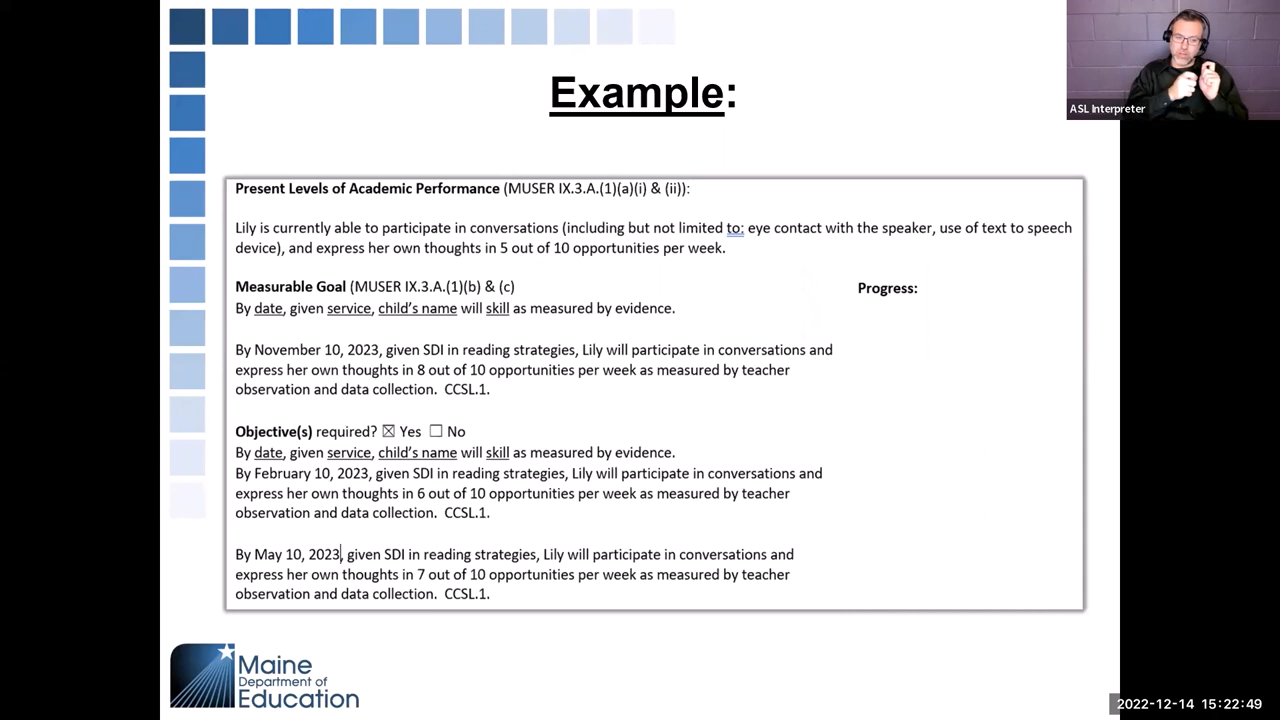 Example:
ASL Interpreter
Present Levels of Academic Performance (MUSER IX.3.A.(1)(a)(i) & (ii)):
Lily is currently able to participate in conversations (including but not limited to; eye contact with the speaker, use of text to speech
device), and express her own thoughts in 5 out of 10 opportunities per week.
Measurable Goal (MUSER IX.3.A.(1)(b) & (c)
Progress:
By date, given service, child’s name will skill as measured by evidence.
By November 10, 2023, given SDI in reading strategies, Lily will participate in conversations and
express her own thoughts in 8 out of 10 opportunities per week as measured by teacher
observation and data collection. CCSL.1.
Objective(s) required? ☒ Yes ☐ No
By date, given service, child’s name will skill as measured by evidence.
By February 10, 2023, given SDI in reading strategies, Lily will participate in conversations and
express her own thoughts in 6 out of 10 opportunities per week as measured by teacher
observation and data collection. CCSL.1.
By May 10, 2023, given SDI in reading strategies, Lily will participate in conversations and
express her own thoughts in 7 out of 10 opportunities per week as measured by teacher
observation and data collection. CCSL.1.
Maine
Department of
Education
2022-12-14 15:22:49